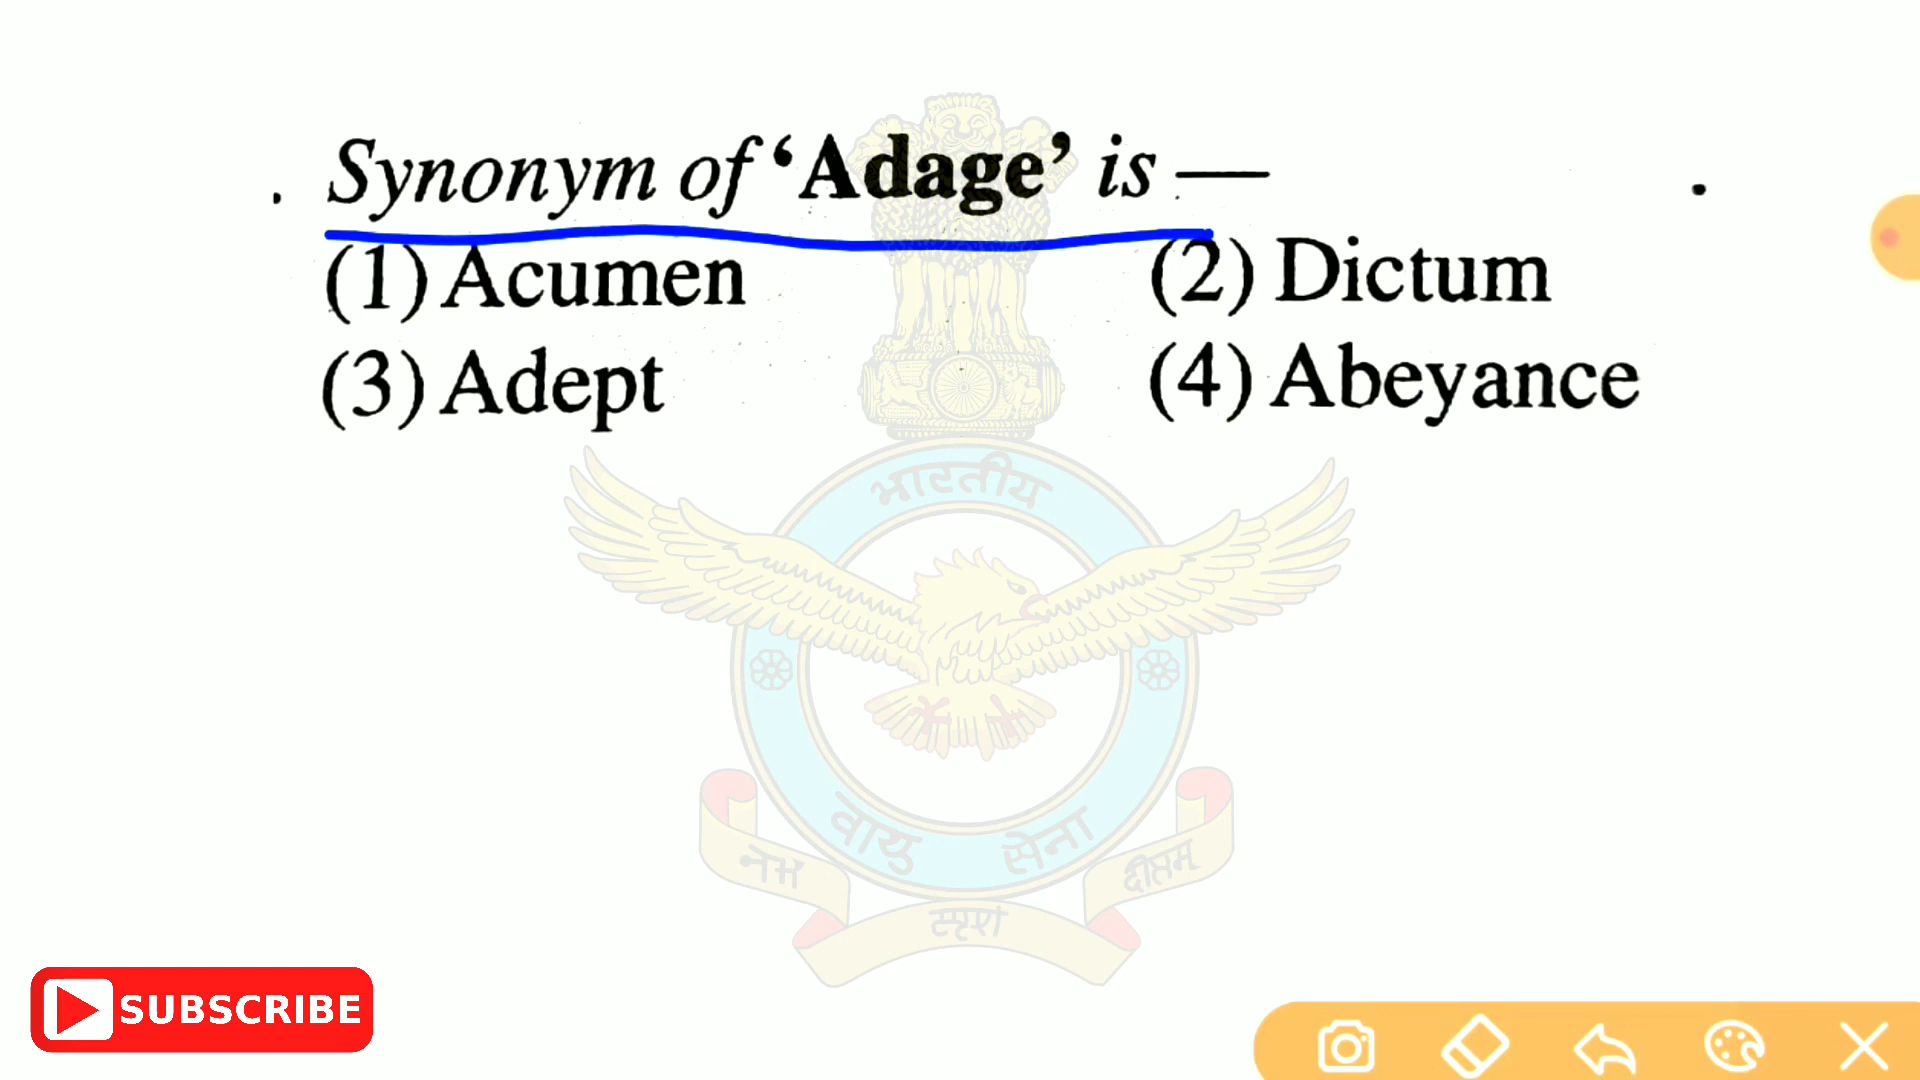 Synonym of ‘Adage’ is —
(1) Acumen (2) Dictum
(3) Adept (4) Abeyance
भारतीय
वायु सेना
नभ स्पृशं दीप्तम्
SUBSCRIBE